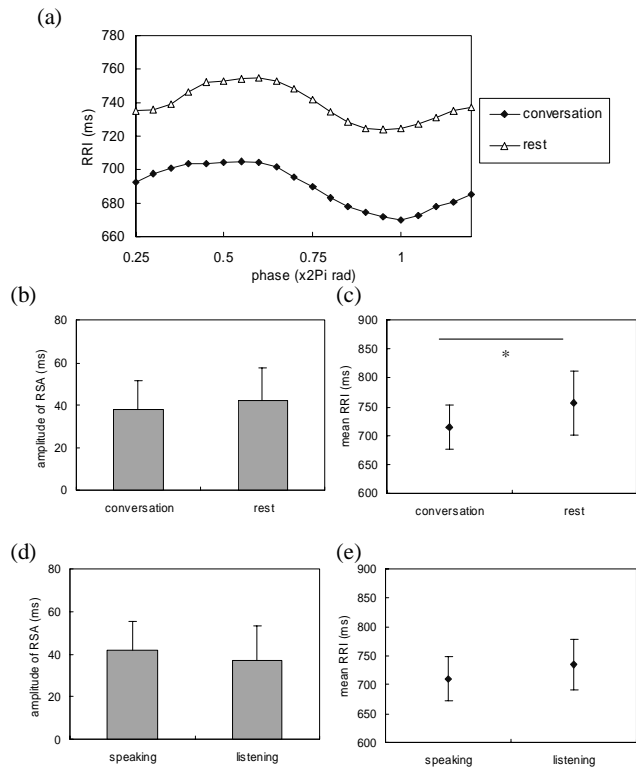 (a)
780
760
740
720
700
680
660
RRI (ms)
0.25
0.5
0.75
1
phase (x2Pi rad)
conversation
rest
(b)
80
60
40
20
0
amplitude of RSA (ms)
conversation
rest
(c)
900
850
800
750
700
650
600
mean RRI (ms)
*
conversation
rest
(d)
80
60
40
20
0
amplitude of RSA (ms)
speaking
listening
(e)
900
850
800
750
700
650
600
mean RRI (ms)
speaking
listening